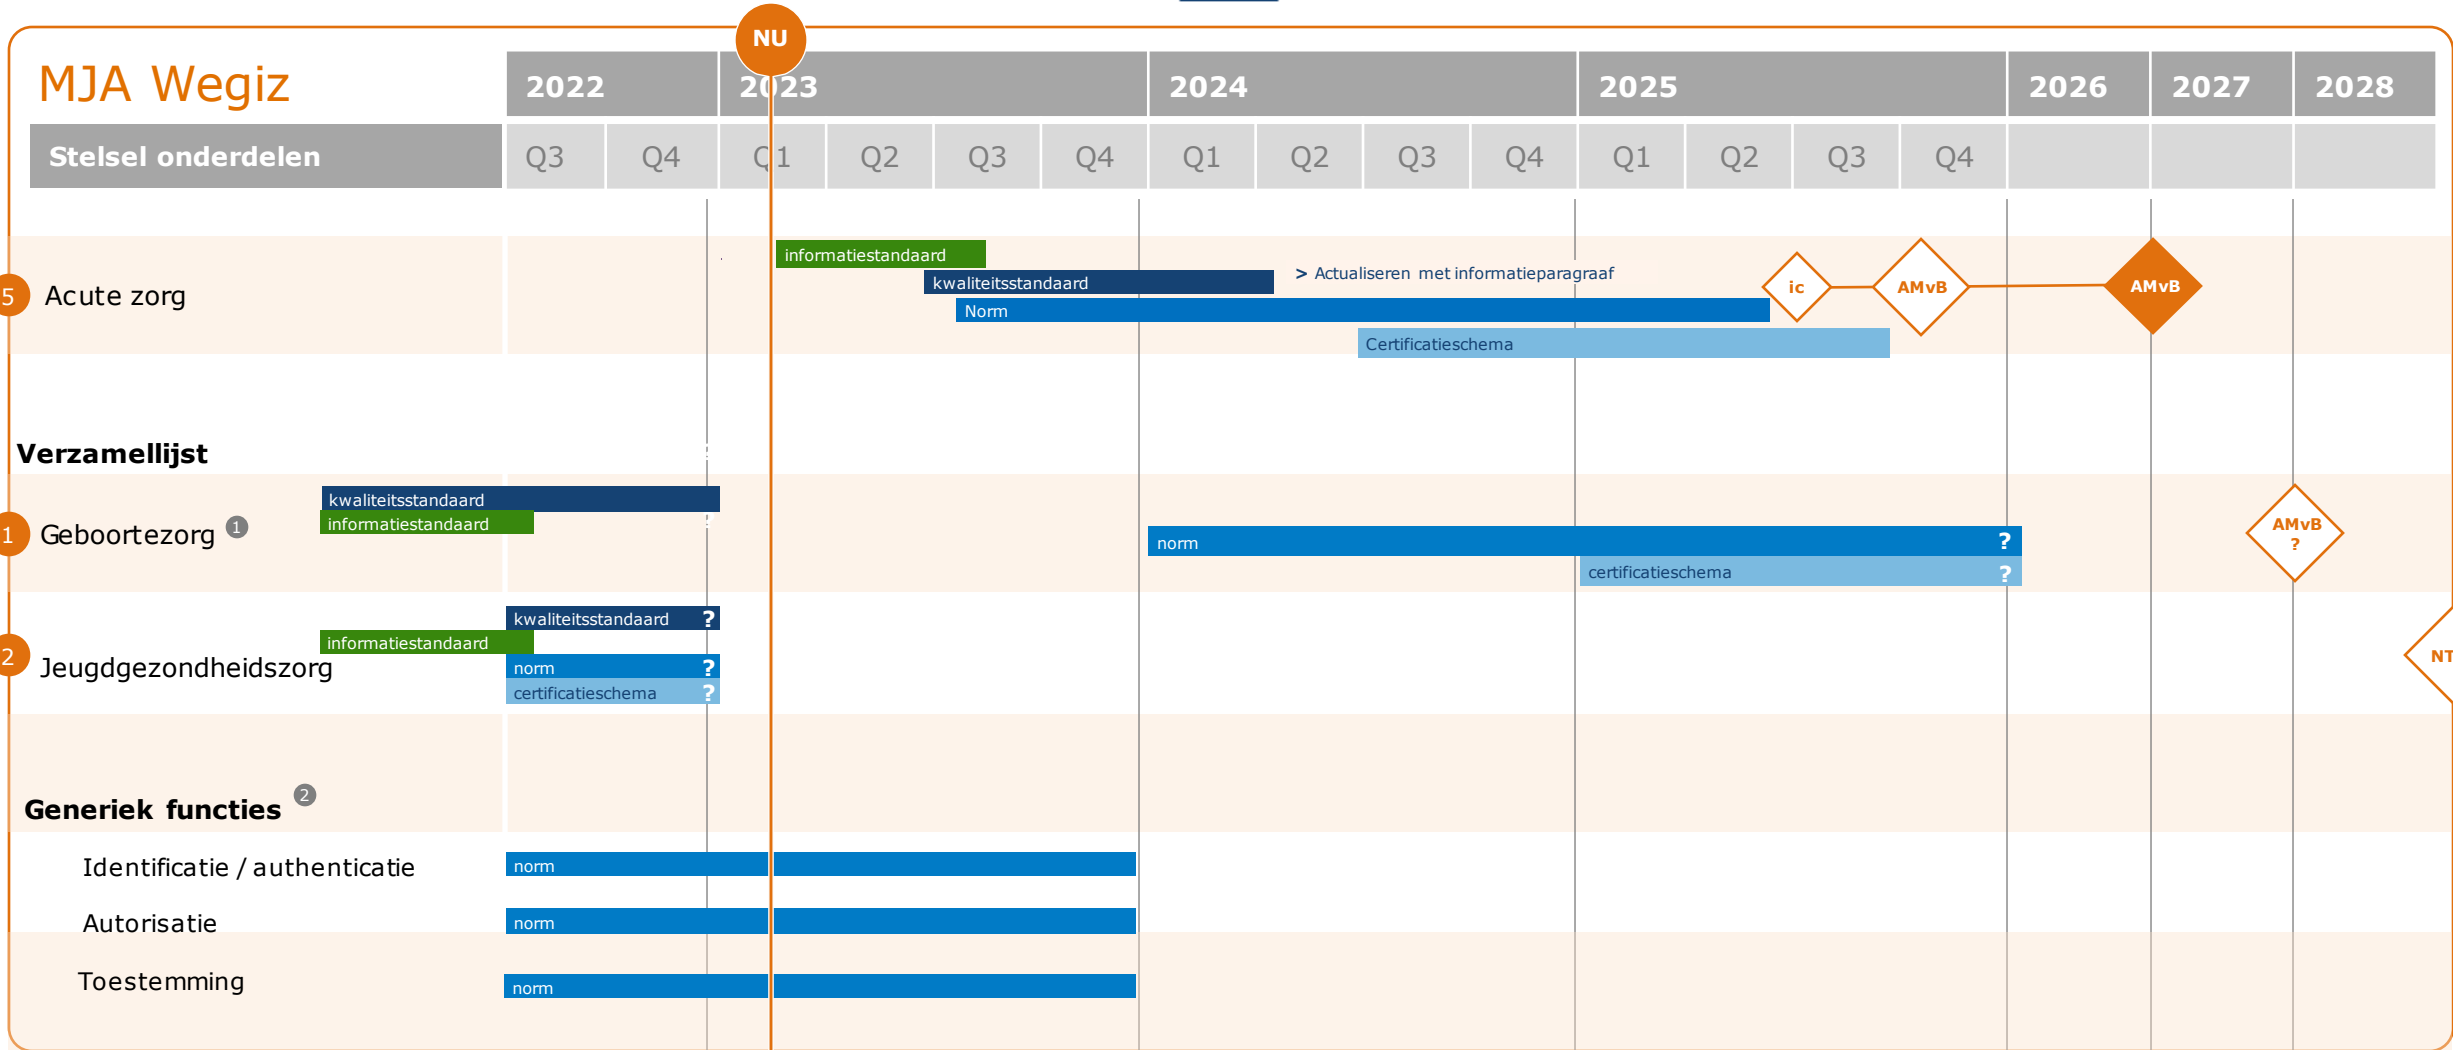 NU
MJA Wegiz
2022 2023 2024 2025 2026 2027 2028
Stelsel onderdelen Q3 Q4 Q1 Q2 Q3 Q4 Q1 Q2 Q3 Q4 Q1 Q2 Q3 Q4
informatiestandaard
kwaliteitsstandaard
> Actualiseren met informatieparagraaf
5 Acute zorg
ic AMvB AMvB
Norm
Certificatieschema
Verzamellijst
?
kwaliteitsstandaard
informatiestandaard ?
1 Geboortezorg 1
AMvB
?
norm ?
certificatieschema ?
kwaliteitsstandaard ?
informatiestandaard
2 Jeugdgezondheidszorg
NT
norm ?
certificatieschema ?
Generiek functies 2
Identificatie / authenticatie norm
Autorisatie norm
Toestemming norm